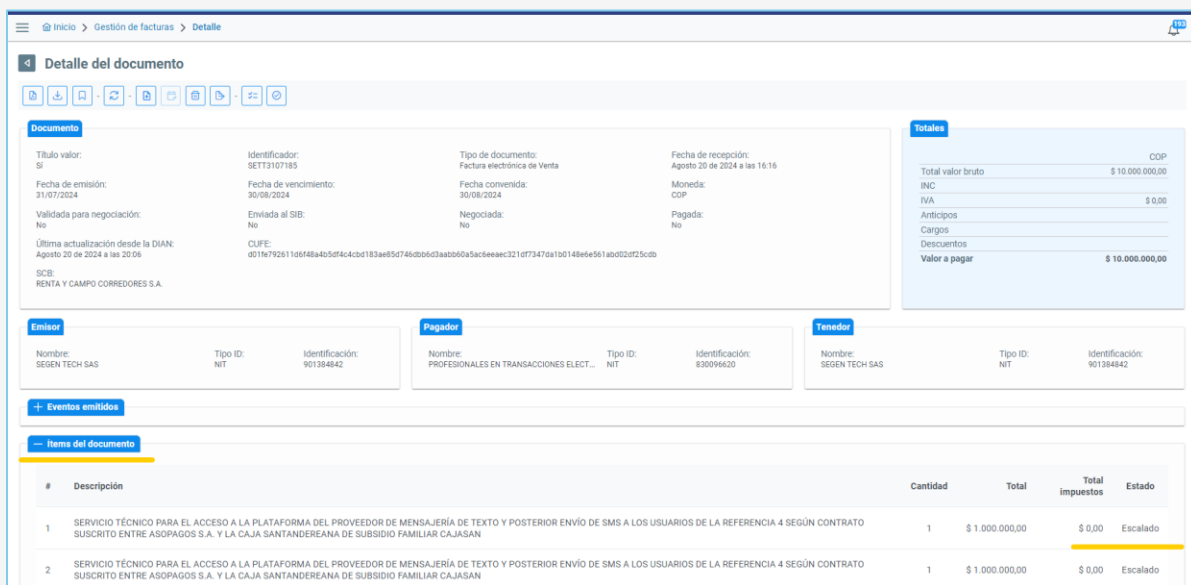 Inicio > Gestión de facturas > Detalle
193
Detalle del documento
Documento
Título valor:
Sí
Identificador:
SETT3107185
Tipo de documento:
Factura electrónica de Venta
Fecha de recepción:
Agosto 20 de 2024 a las 16:16
Fecha de emisión:
31/07/2024
Fecha de vencimiento:
30/08/2024
Fecha convenida:
30/08/2024
Moneda:
COP
Validada para negociación:
No
Enviada al SIB:
No
Negociada:
No
Pagada:
No
Última actualización desde la DIAN:
Agosto 20 de 2024 a las 20:06
CUFE:
d01fe792611d6f48a4b5df4c4cbd183ae85d746dbb6d3aabb60a5ac6eeaec321df7347da1b0148e6e561abd02df25cdb
SCB:
RENTA Y CAMPO CORREDORES S.A.
Totales
COP
Total valor bruto $ 10.000.000,00
INC
IVA $ 0,00
Anticipos
Cargos
Descuentos
Valor a pagar $ 10.000.000,00
Emisor
Nombre:
SEGEN TECH SAS
Tipo ID:
NIT
Identificación:
901384842
Pagador
Nombre:
PROFESIONALES EN TRANSACCIONES ELECT...
Tipo ID:
NIT
Identificación:
830096620
Tenedor
Nombre:
SEGEN TECH SAS
Tipo ID:
NIT
Identificación:
901384842
+ Eventos emitidos
— Ítems del documento
# Descripción Cantidad Total Total impuestos Estado
1 SERVICIO TÉCNICO PARA EL ACCESO A LA PLATAFORMA DEL PROVEEDOR DE MENSAJERÍA DE TEXTO Y POSTERIOR ENVÍO DE SMS A LOS USUARIOS DE LA REFERENCIA 4 SEGÚN CONTRATO
SUSCRITO ENTRE ASOPAGOS S.A. Y LA CAJA SANTANDEREANA DE SUBSIDIO FAMILIAR CAJASAN
1 $ 1.000.000,00 $ 0,00 Escalado
2 SERVICIO TÉCNICO PARA EL ACCESO A LA PLATAFORMA DEL PROVEEDOR DE MENSAJERÍA DE TEXTO Y POSTERIOR ENVÍO DE SMS A LOS USUARIOS DE LA REFERENCIA 4 SEGÚN CONTRATO
SUSCRITO ENTRE ASOPAGOS S.A. Y LA CAJA SANTANDEREANA DE SUBSIDIO FAMILIAR CAJASAN
1 $ 1.000.000,00 $ 0,00 Escalado